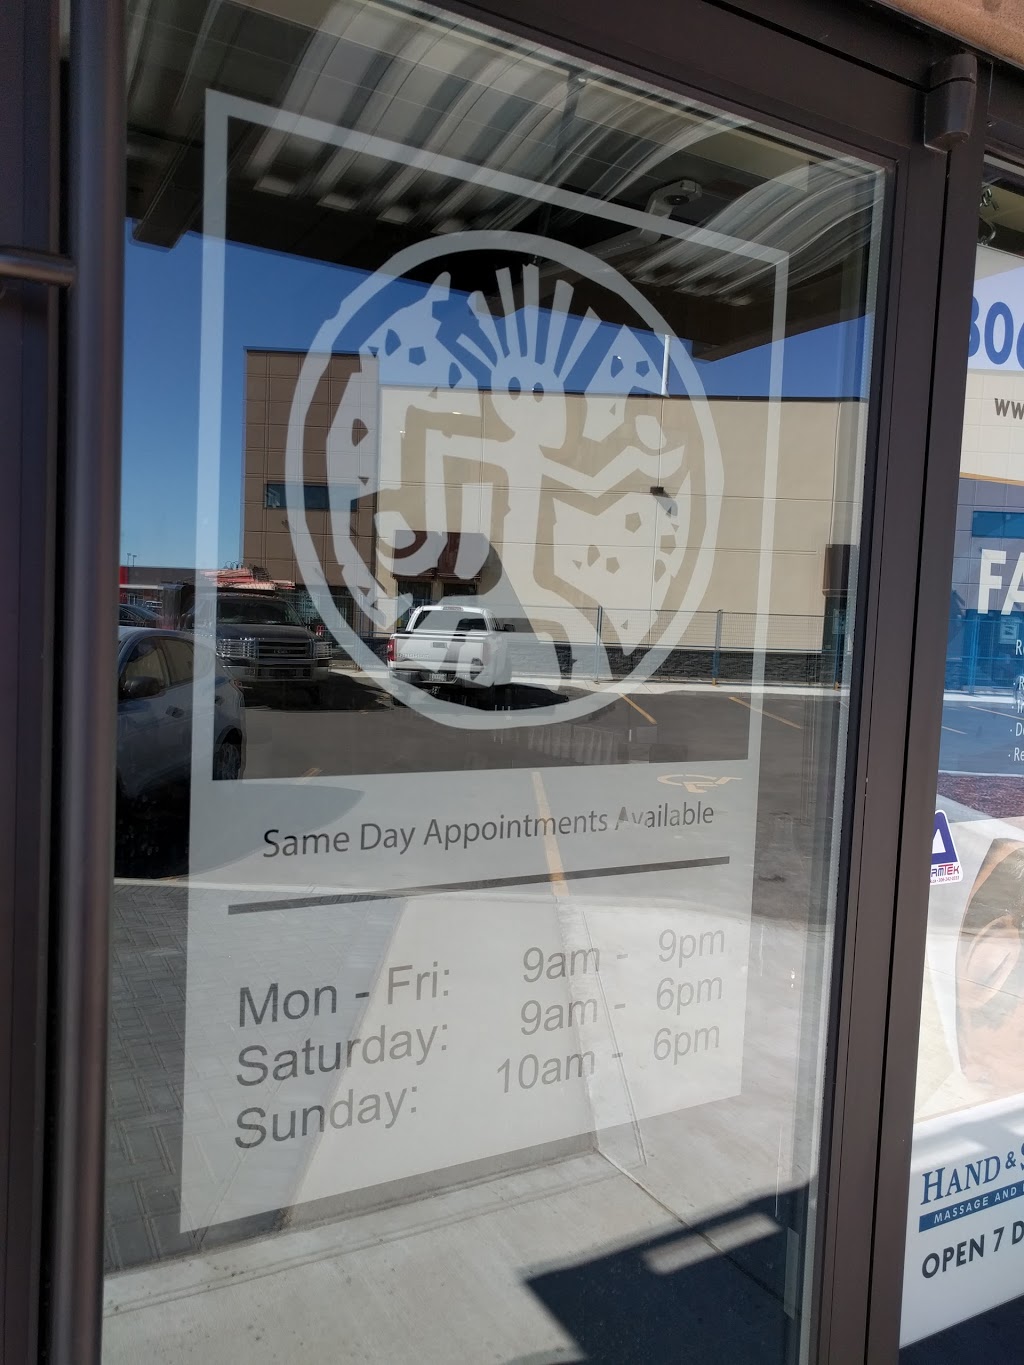 Same Day Appointments Available
Mon - Fri: 9am - 9pm
Saturday: 9am - 6pm
Sunday: 10am - 6pm
HAND &
MASSAGE AND
OPEN 7